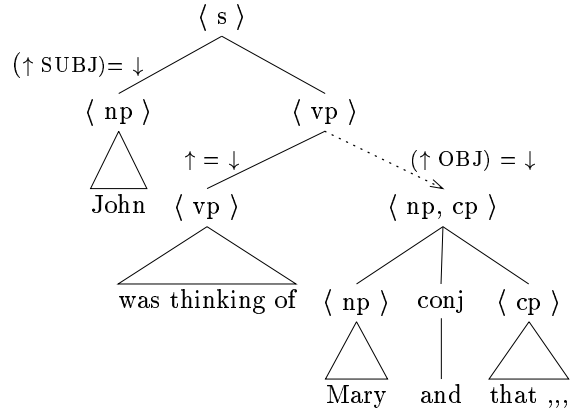 ⟨ s ⟩
(↑ SUBJ)= ↓
⟨ np ⟩ ⟨ vp ⟩
↑ = ↓ (↑ OBJ) = ↓
John ⟨ vp ⟩ ⟨ np, cp ⟩
was thinking of ⟨ np ⟩ conj ⟨ cp ⟩
Mary and that ,,,